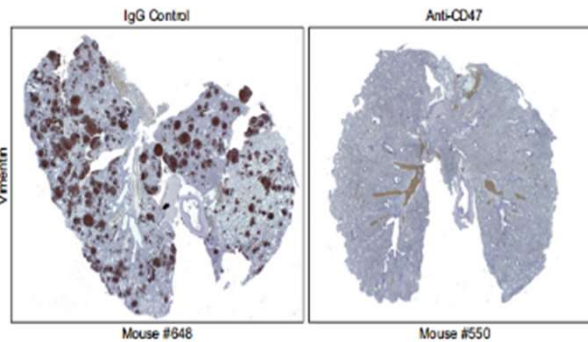 IgG Control
Anti-CD47
Vimentin
Mouse #648
Mouse #550